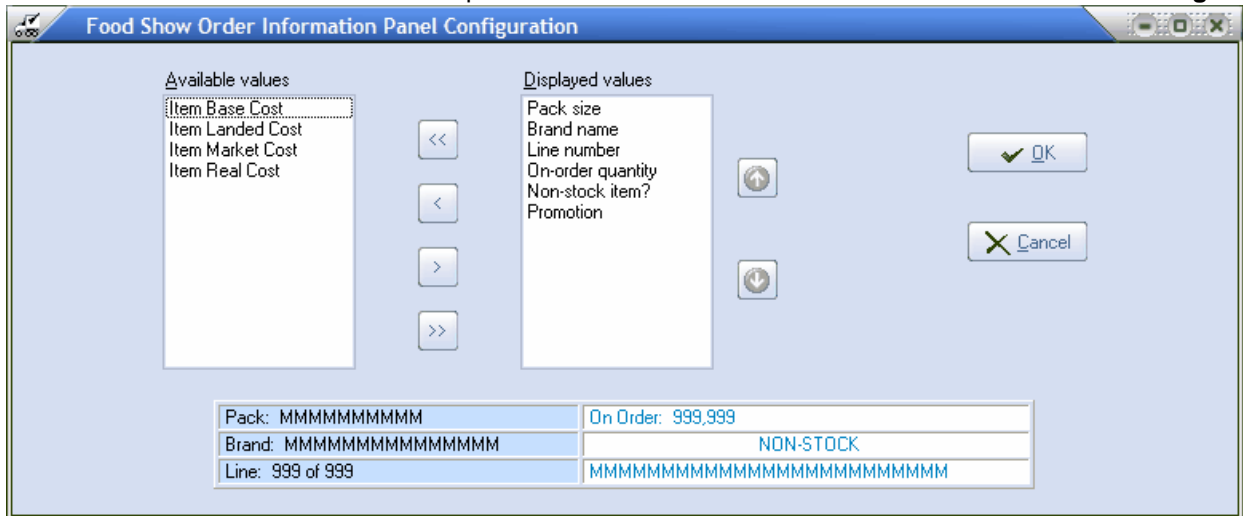 Food Show Order Information Panel Configuration
Available values
Displayed values
Item Base Cost
Item Landed Cost
Item Market Cost
Item Real Cost
<<
<
>
>>
Pack size
Brand name
Line number
On-order quantity
Non-stock item?
Promotion
OK
Cancel
Pack: MMMMMMMMMM
On Order: 999,999
Brand: MMMMMMMMMMMMMMM
NON-STOCK
Line: 999 of 999
MMMMMMMMMMMMMMMMMMMMMMMMM